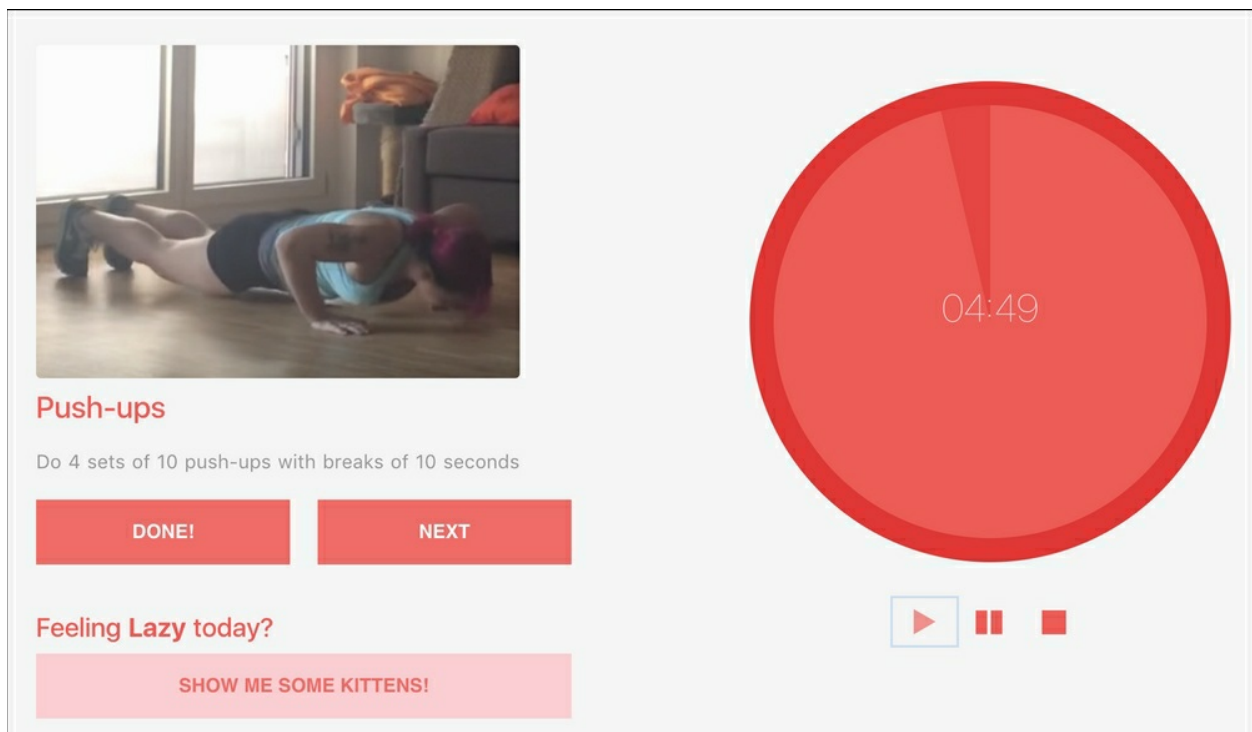 Push-ups
Do 4 sets of 10 push-ups with breaks of 10 seconds
DONE!
NEXT
Feeling Lazy today?
SHOW ME SOME KITTENS!
04:49